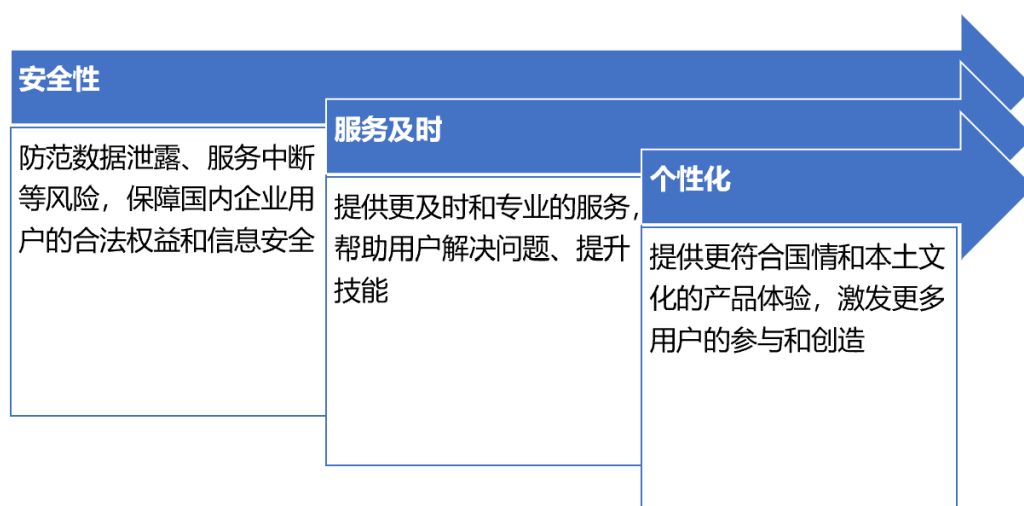 安全性
防范数据泄露、服务中断
等风险，保障国内企业用
户的合法权益和信息安全
服务及时
提供更及时和专业的服务，
帮助用户解决问题、提升
技能
个性化
提供更符合国情和本土文
化的产品体验，激发更多
用户的参与和创造